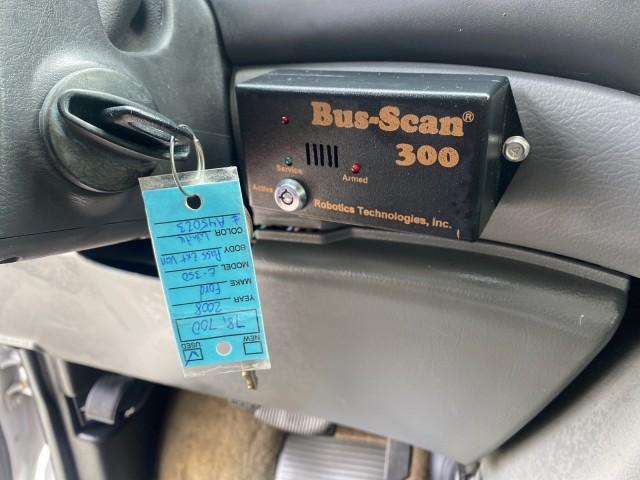 Bus-Scan®
300
Service
Armed
Active
Robotics Technologies, Inc.
NEW
USED
78,700
YEAR 2008
MAKE Ford
MODEL E-350
BODY Pass Ext Van
COLOR White
# A45023